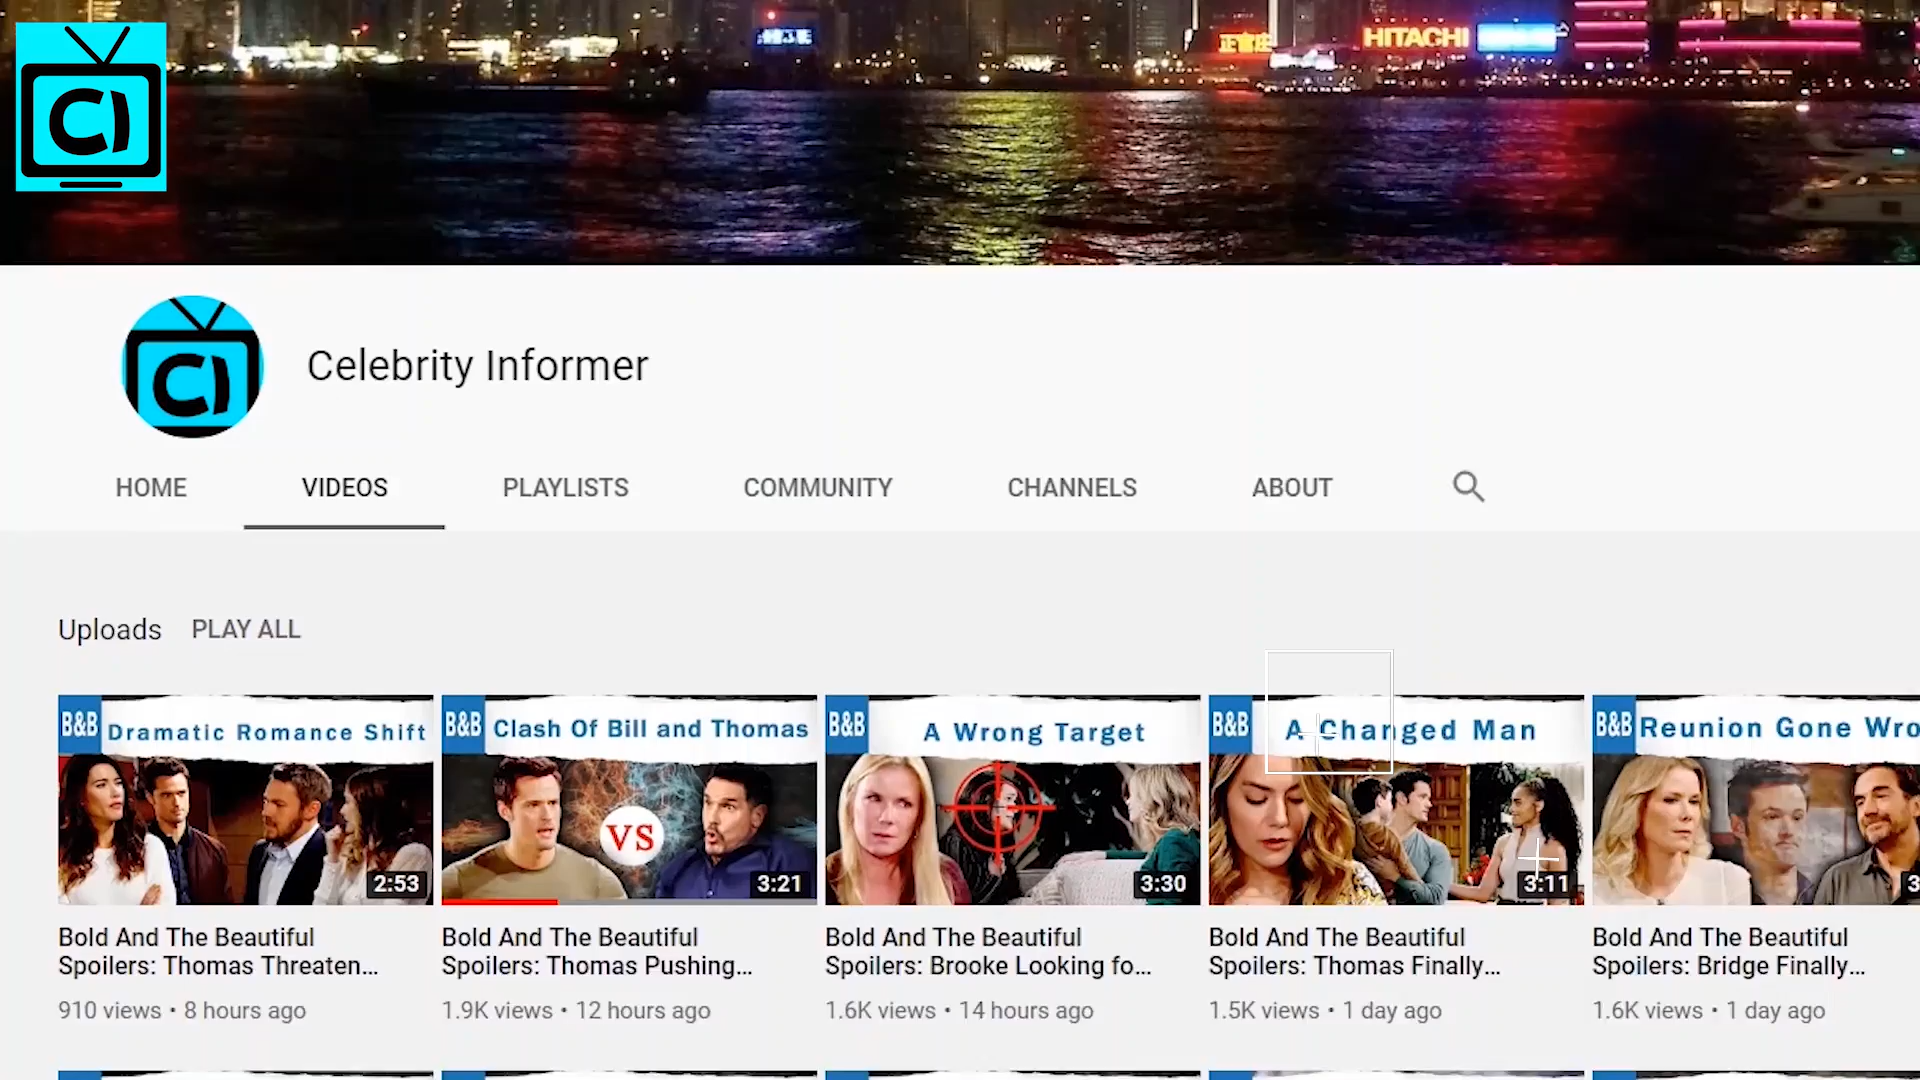 正官庄
HITACHI
CI
CI
Celebrity Informer
HOME
VIDEOS
PLAYLISTS
COMMUNITY
CHANNELS
ABOUT
Uploads
PLAY ALL
B&B Dramatic Romance Shift
2:53
Bold And The Beautiful
Spoilers: Thomas Threaten...
910 views • 8 hours ago
B&B Clash Of Bill and Thomas
VS
3:21
Bold And The Beautiful
Spoilers: Thomas Pushing...
1.9K views • 12 hours ago
B&B A Wrong Target
3:30
Bold And The Beautiful
Spoilers: Brooke Looking fo...
1.6K views • 14 hours ago
B&B A Changed Man
3:11
Bold And The Beautiful
Spoilers: Thomas Finally...
1.5K views • 1 day ago
B&B Reunion Gone Wro
3
Bold And The Beautiful
Spoilers: Bridge Finally...
1.6K views • 1 day ago